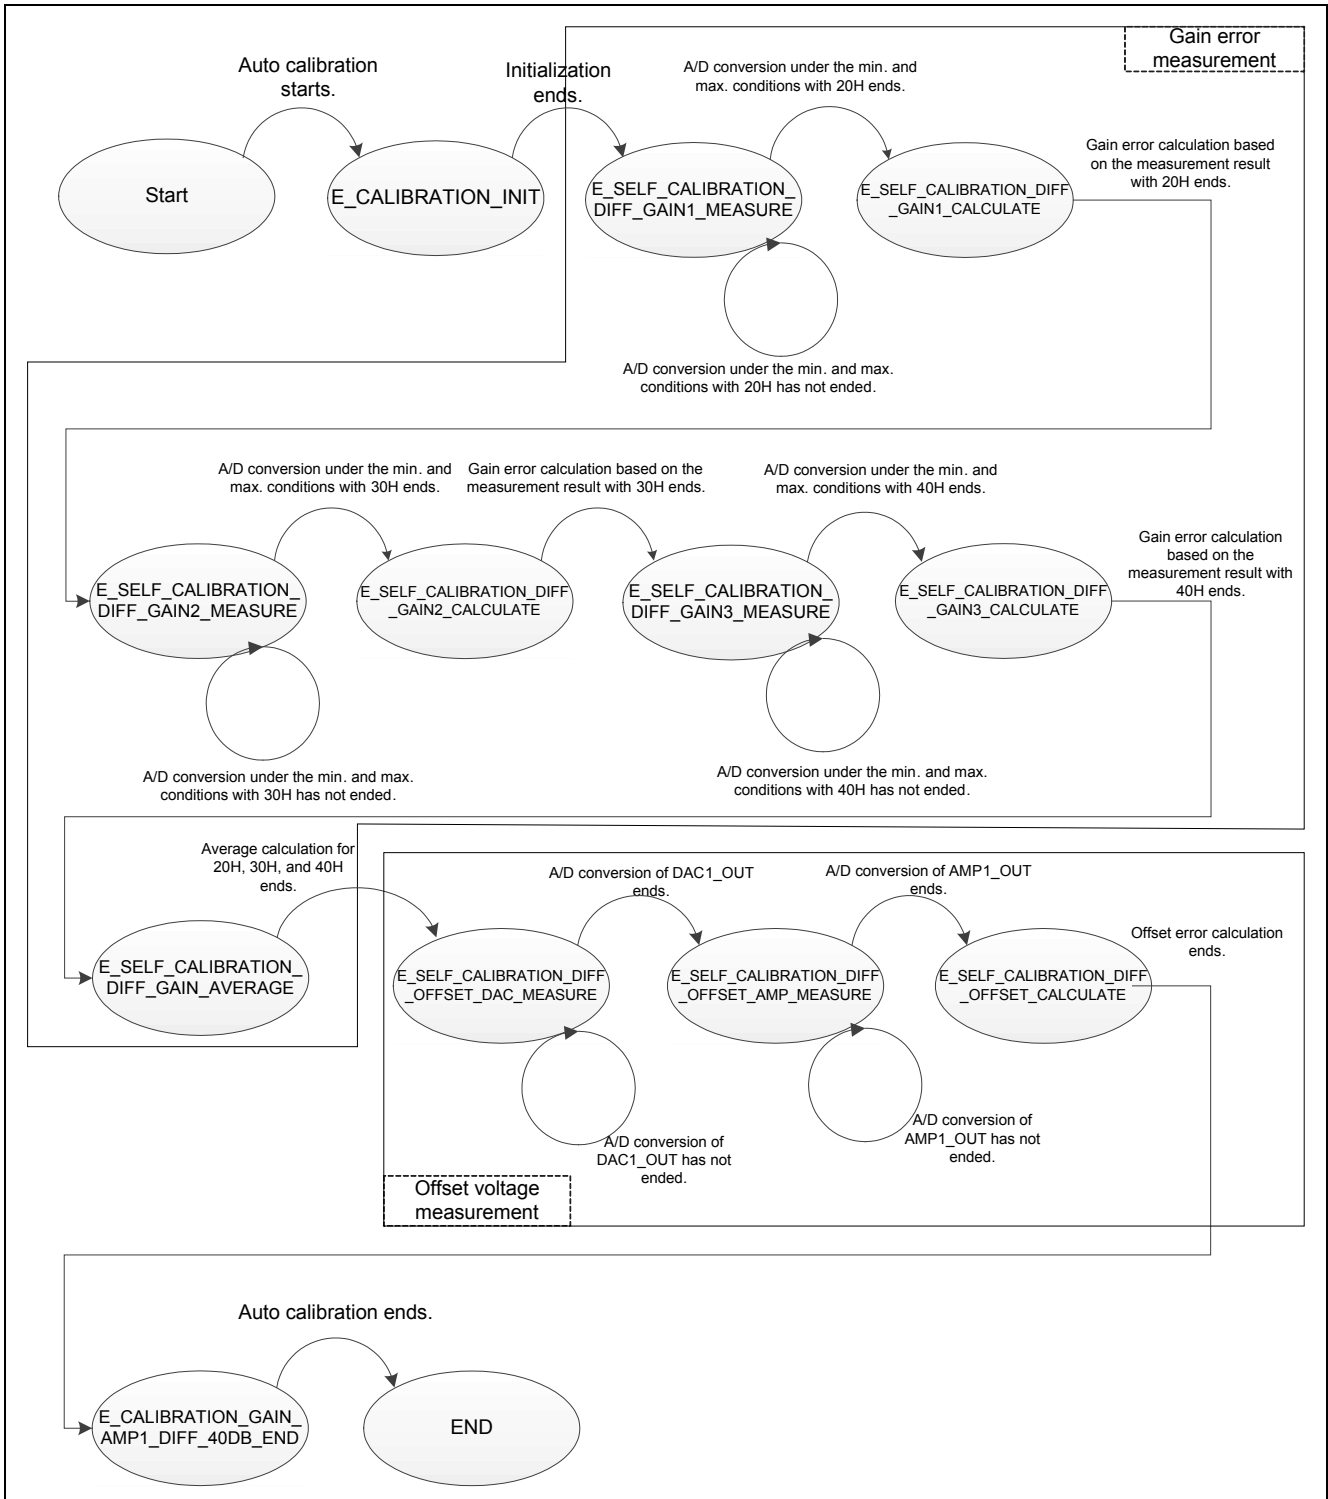 Gain error
measurement
Auto calibration
starts.
Initialization
ends.
A/D conversion under the min. and
max. conditions with 20H ends.
Gain error calculation based
on the measurement result
with 20H ends.
Start
E_CALIBRATION_INIT
E_SELF_CALIBRATION_
DIFF_GAIN1_MEASURE
E_SELF_CALIBRATION_DIFF
_GAIN1_CALCULATE
A/D conversion under the min. and max.
conditions with 20H has not ended.
A/D conversion under the min. and
max. conditions with 30H ends.
Gain error calculation based on the
measurement result with 30H ends.
A/D conversion under the min. and
max. conditions with 40H ends.
Gain error calculation
based on the
measurement result with
40H ends.
E_SELF_CALIBRATION_
DIFF_GAIN2_MEASURE
E_SELF_CALIBRATION_DIFF
_GAIN2_CALCULATE
E_SELF_CALIBRATION_
DIFF_GAIN3_MEASURE
E_SELF_CALIBRATION_DIFF
_GAIN3_CALCULATE
A/D conversion under the min. and max.
conditions with 30H has not ended.
A/D conversion under the min. and max.
conditions with 40H has not ended.
Average calculation for
20H, 30H, and 40H
ends.
A/D conversion of DAC1_OUT
ends.
A/D conversion of AMP1_OUT
ends.
Offset error calculation
ends.
E_SELF_CALIBRATION_
DIFF_GAIN_AVERAGE
E_SELF_CALIBRATION_DIFF
_OFFSET_DAC_MEASURE
E_SELF_CALIBRATION_DIFF
_OFFSET_AMP_MEASURE
E_SELF_CALIBRATION_DIFF
_OFFSET_CALCULATE
A/D conversion of
DAC1_OUT has not
ended.
A/D conversion of
AMP1_OUT has not
ended.
Offset voltage
measurement
Auto calibration ends.
E_CALIBRATION_GAIN_
AMP1_DIFF_40DB_END
END